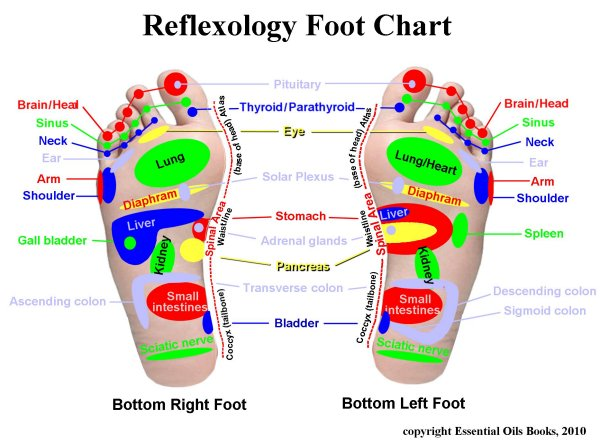 Reflexology Foot Chart
Pituitary
Brain/Head
Thyroid/Parathyroid
Brain/Head
Sinus
Sinus
Neck
Eye
Neck
Ear
Ear
Lung
Lung/Heart
(base of head) Atlas
(base of head) Atlas
Arm
Solar Plexus
Arm
Shoulder
Diaphram
Diaphram
Shoulder
Liver
Stomach
Liver
Spinal Area
Waistline
Waistline
Spinal Area
Gall bladder
Adrenal glands
Spleen
Kidney
Pancreas
Kidney
Transverse colon
Ascending colon
Small
intestines
Small
intestines
Descending colon
Sigmoid colon
Bladder
Coccyx (tailbone)
Coccyx (tailbone)
Sciatic nerve
Sciatic nerve
Bottom Right Foot
Bottom Left Foot
copyright Essential Oils Books, 2010